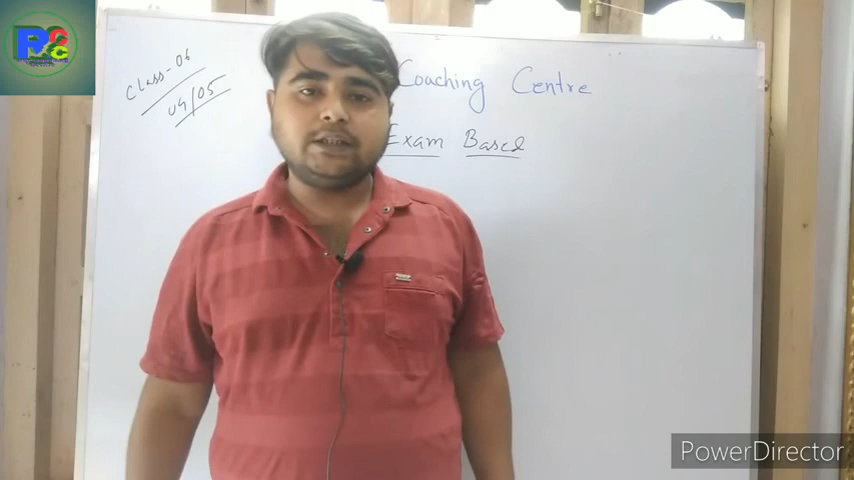 Class-06
04/05
Coaching Centre
Exam Based
PowerDirector